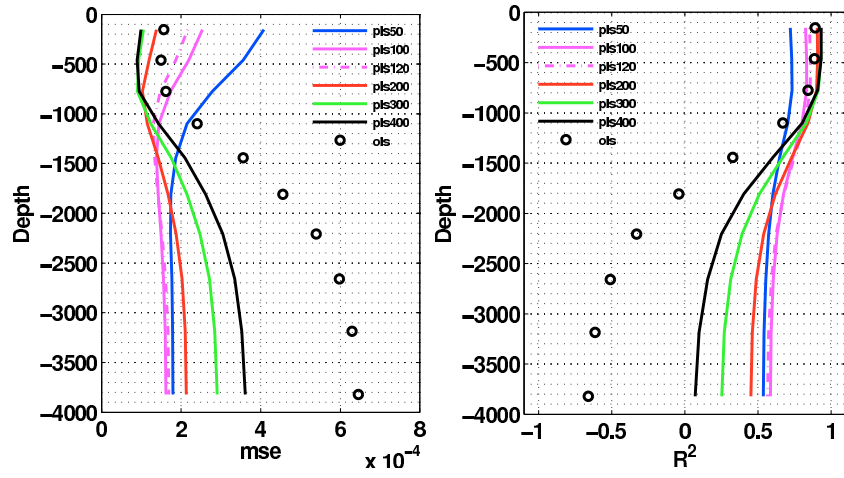 0
−500
−1000
−1500
−2000
−2500
−3000
−3500
−4000
Depth
0
2
4
6
8
mse
x 10⁻⁴
pls50
pls100
pls120
pls200
pls300
pls400
ols
0
−500
−1000
−1500
−2000
−2500
−3000
−3500
−4000
Depth
−1
−0.5
0
0.5
1
R²
pls50
pls100
pls120
pls200
pls300
pls400
ols